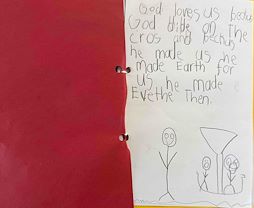 God loves us becus
God dide on the
cros and bechus
he made us he
made Earth for
us he made
Evethe Then.